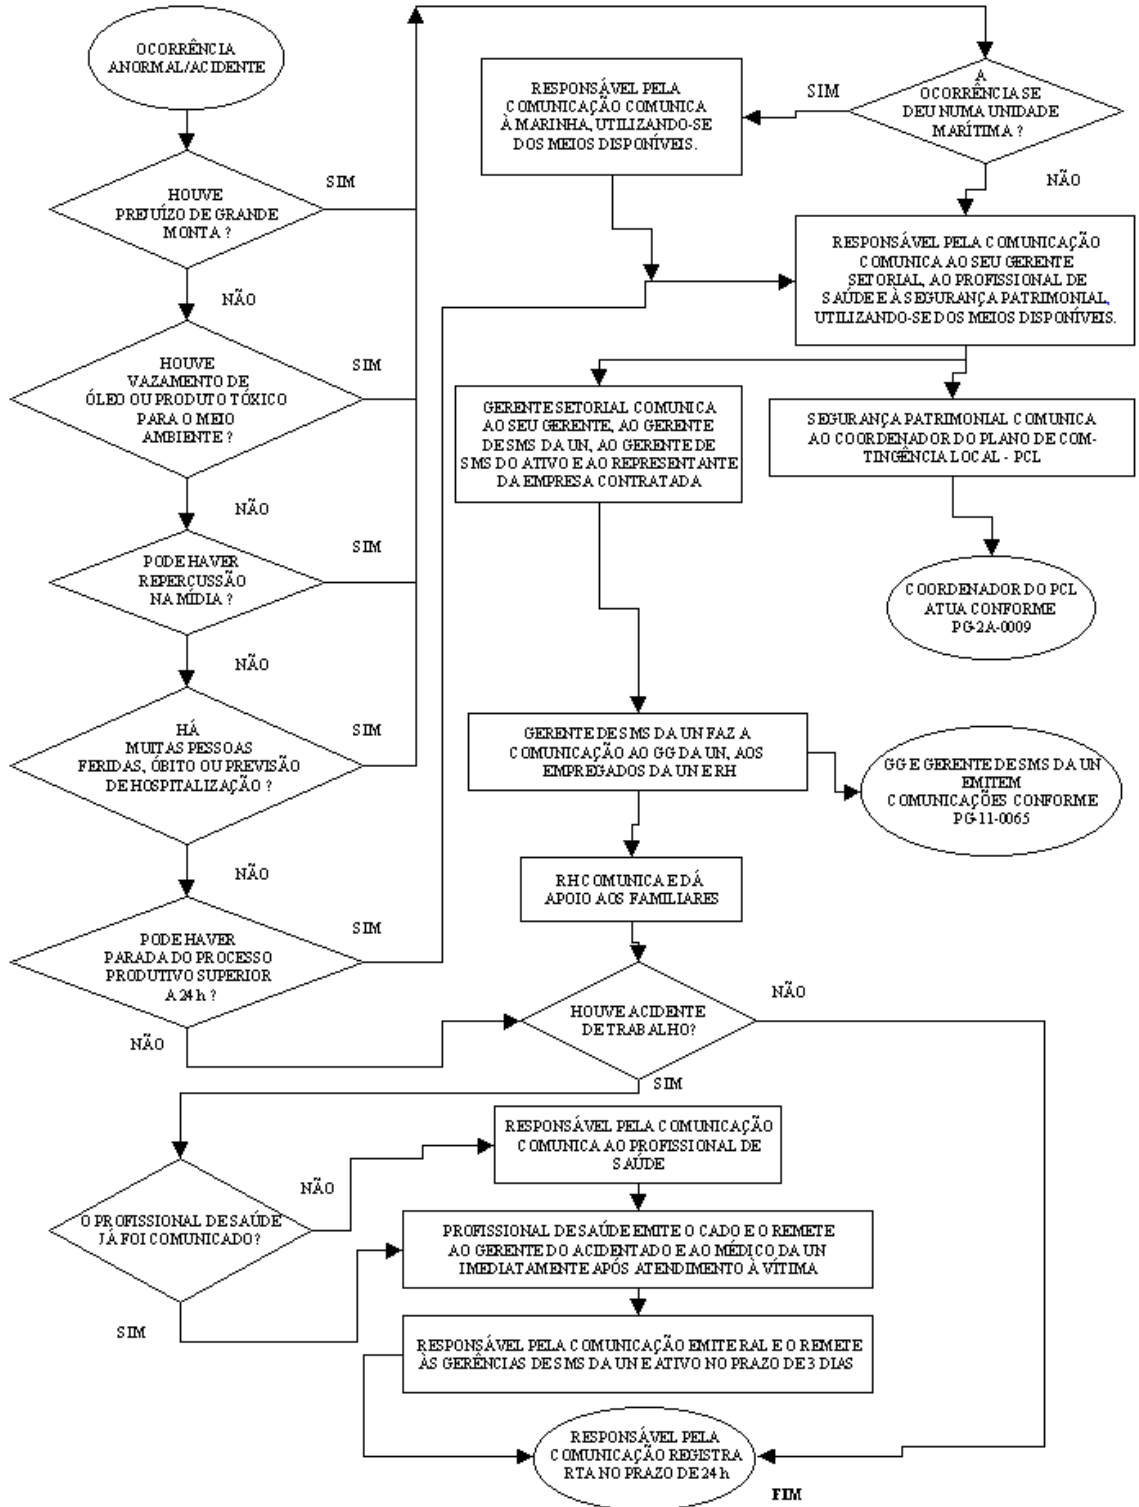 OCORRÊNCIA
ANORMAL/ACIDENTE
HOUVE
PREJUÍZO DE GRANDE
MONTA ?
SIM
NÃO
HOUVE
VAZAMENTO DE
ÓLEO OU PRODUTO TÓXICO
PARA O MEIO
AMBIENTE ?
SIM
NÃO
PODE HAVER
REPERCUSSÃO
NA MÍDIA ?
SIM
NÃO
HÁ
MUITAS PESSOAS
FERIDAS, ÓBITO OU PREVISÃO
DE HOSPITALIZAÇÃO ?
SIM
NÃO
PODE HAVER
PARADA DO PROCESSO
PRODUTIVO SUPERIOR
A 24 h ?
SIM
NÃO
A
OCORRÊNCIA SE
DEU NUMA UNIDADE
MARÍTIMA ?
SIM
NÃO
RESPONSÁVEL PELA
COMUNICAÇÃO COMUNICA
À MARINHA, UTILIZANDO-SE
DOS MEIOS DISPONÍVEIS.
RESPONSÁVEL PELA COMUNICAÇÃO
COMUNICA AO SEU GERENTE
SETORIAL, AO PROFISSIONAL DE
SAÚDE E À SEGURANÇA PATRIMONIAL,
UTILIZANDO-SE DOS MEIOS DISPONÍVEIS.
GERENTE SETORIAL COMUNICA
AO SEU GERENTE, AO GERENTE
DE SMS DA UN, AO GERENTE DE
SMS DO ATIVO E AO REPRESENTANTE
DA EMPRESA CONTRATADA
SEGURANÇA PATRIMONIAL COMUNICA
AO COORDENADOR DO PLANO DE COM-
TINGÊNCIA LOCAL - PCL
COORDENADOR DO PCL
ATUA CONFORME
PG-2A-0009
GERENTE DE SMS DA UN FAZ A
COMUNICAÇÃO AO GG DA UN, AOS
EMPREGADOS DA UN E RH
GG E GERENTE DE SMS DA UN
EMITEM
COMUNICAÇÕES CONFORME
PG-11-0065
RH COMUNICA E DÁ
APOIO AOS FAMILIARES
HOUVE ACIDENTE
DE TRABALHO?
NÃO
SIM
O PROFISSIONAL DE SAÚDE
JÁ FOI COMUNICADO?
NÃO
SIM
RESPONSÁVEL PELA COMUNICAÇÃO
COMUNICA AO PROFISSIONAL DE
SAÚDE
PROFISSIONAL DE SAÚDE EMITE O CADO E O REMETE
AO GERENTE DO ACIDENTADO E AO MÉDICO DA UN
IMEDIATAMENTE APÓS ATENDIMENTO À VÍTIMA
RESPONSÁVEL PELA COMUNICAÇÃO EMITE RAL E O REMETE
ÀS GERÊNCIAS DE SMS DA UN E ATIVO NO PRAZO DE 3 DIAS
RESPONSÁVEL PELA
COMUNICAÇÃO REGISTRA
RTA NO PRAZO DE 24 h
FIM